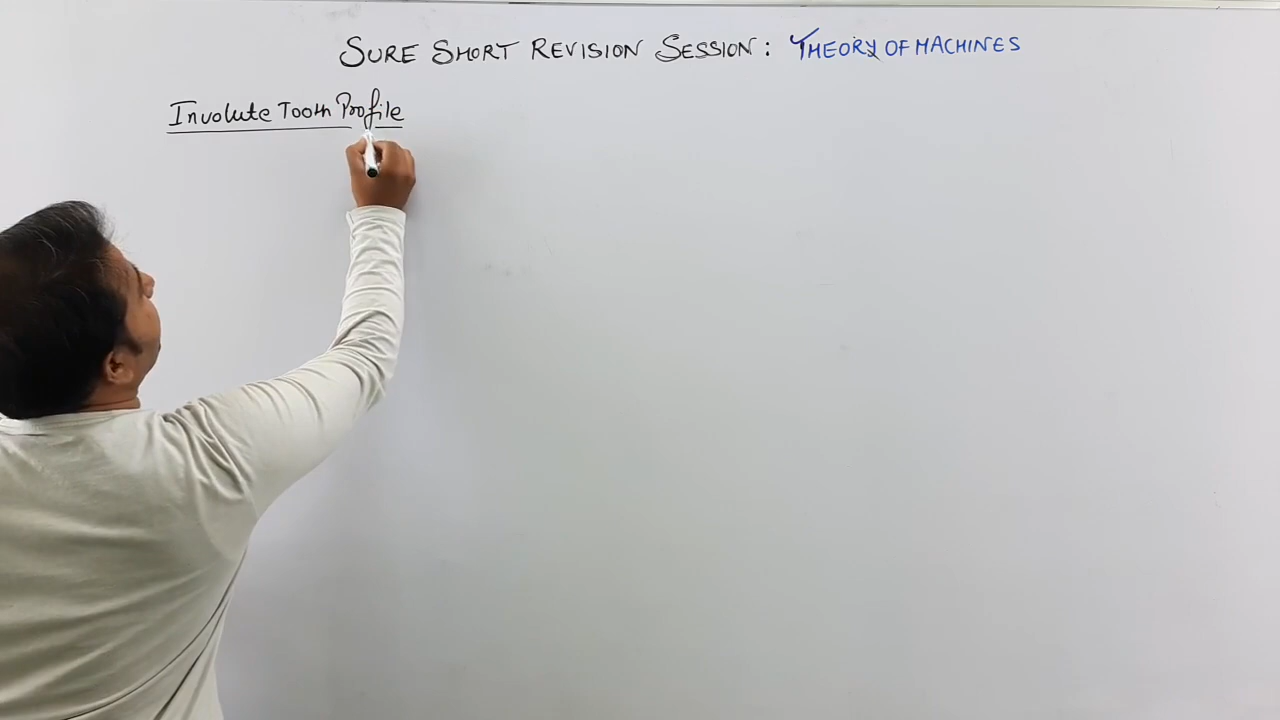 SURE SHORT REVISION SESSION: THEORY OF MACHINES
Involute Tooth Profile